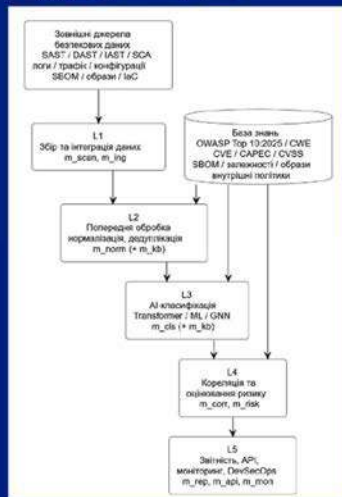 Зовнішні джерела
безпекових даних
SAST / DAST / IAST / SCA
логи / трафік / конфігурації
SBOM / образи / IaC
L1
Збір та інтеграція даних
m_scan, m_ing
База знань
OWASP Top 10:2025 / CWE
CVE / CAPEC / CVSS
SBOM / залежності / образи
внутрішні політики
L2
Попередня обробка
нормалізація, дедуплікація
m_norm (+ m_kb)
L3
AI-класифікація
Transformer / ML / GNN
m_cls (+ m_kb)
L4
Кореляція та
оцінювання ризику
m_corr, m_risk
L5
Звітність, API,
моніторинг, DevSecOps
m_rep, m_api, m_mon